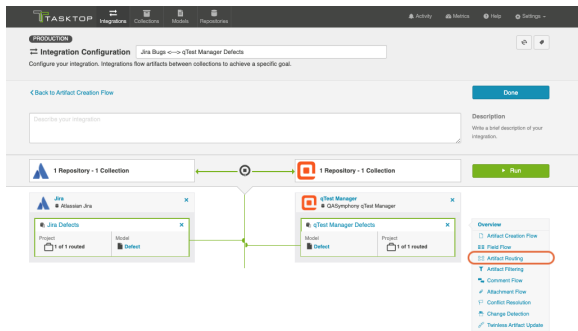 TASKTOP
Integrations
Collections
Models
Repositories
Activity
Metrics
Help
Settings
PRODUCTION
Integration Configuration
Jira Bugs <---> qTest Manager Defects
Configure your integration. Integrations flow artifacts between collections to achieve a specific goal.
Back to Artifact Creation Flow
Done
Describe your integration
Description
Write a brief description of your
integration.
1 Repository - 1 Collection
1 Repository - 1 Collection
Run
Jira
Atlassian Jira
qTest Manager
QASymphony qTest Manager
Jira Defects
Project
1 of 1 routed
Model
Defect
qTest Manager Defects
Model
Defect
Project
1 of 1 routed
Overview
Artifact Creation Flow
Field Flow
Artifact Routing
Artifact Filtering
Comment Flow
Attachment Flow
Conflict Resolution
Change Detection
Twinless Artifact Update